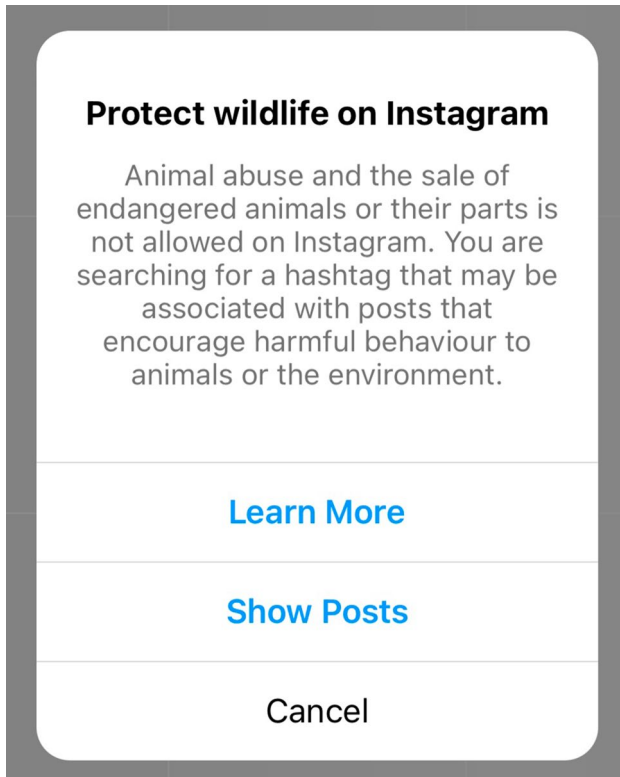 Protect wildlife on Instagram
Animal abuse and the sale of
endangered animals or their parts is
not allowed on Instagram. You are
searching for a hashtag that may be
associated with posts that
encourage harmful behaviour to
animals or the environment.
Learn More
Show Posts
Cancel